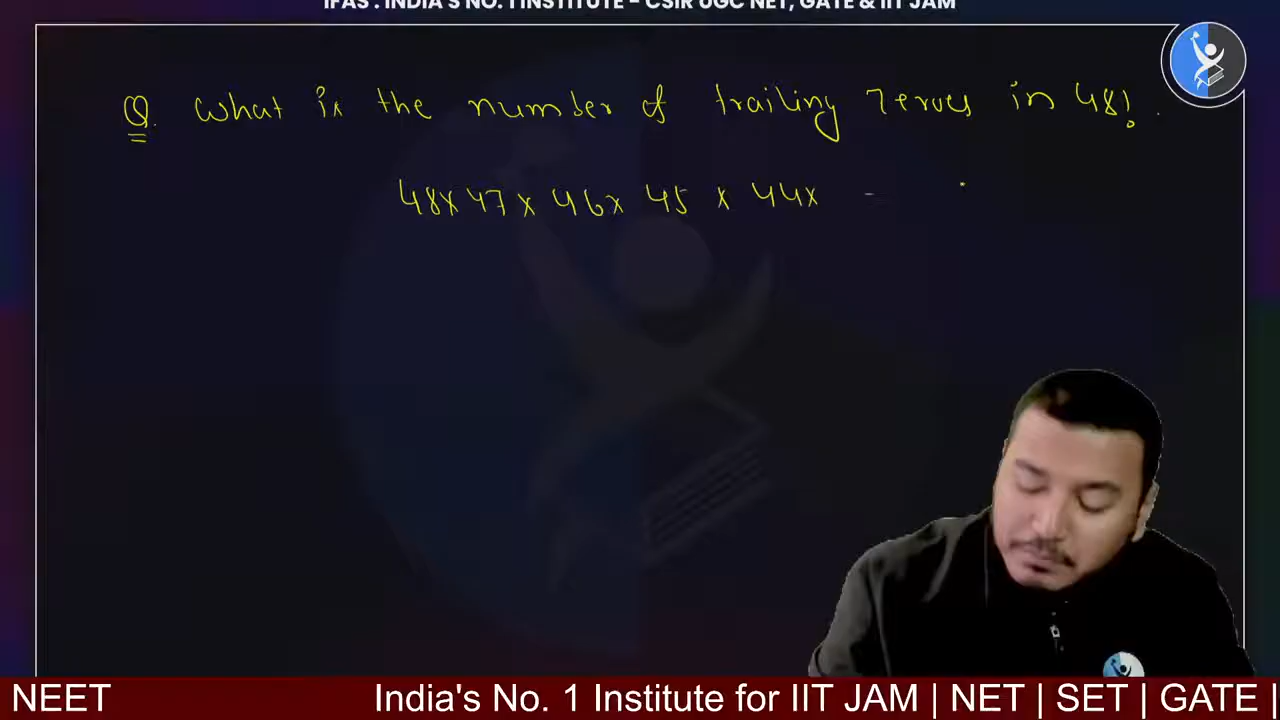 IFAS : INDIA'S NO. 1 INSTITUTE - CSIR UGC NET, GATE & IIT JAM
Q. What is the number of trailing zeroes in 48!.
48 x 47 x 46 x 45 x 44 x -
NEET India's No. 1 Institute for IIT JAM | NET | SET | GATE |